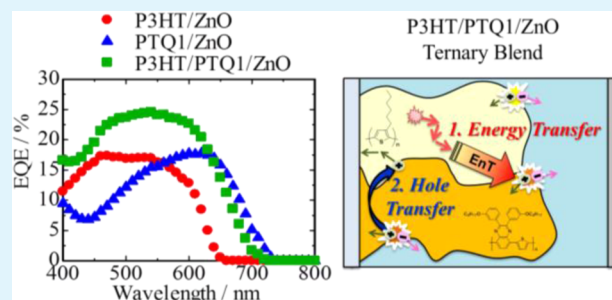 P3HT/ZnO
PTQ1/ZnO
P3HT/PTQ1/ZnO
EQE / %
30
25
20
15
10
5
0
400 500 600 700 800
Wavelength / nm
P3HT/PTQ1/ZnO
Ternary Blend
1. Energy Transfer
EnT
2. Hole
Transfer